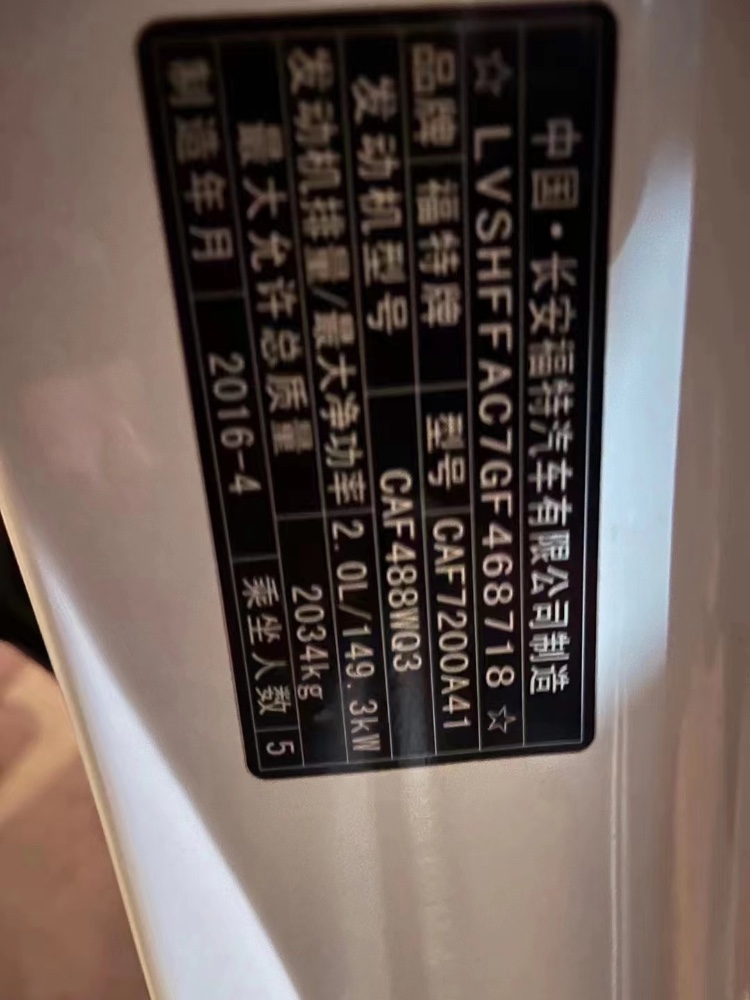 中国·长安福特汽车有限公司制造
☆LVSHFFAC7GF468718☆
品牌 福特牌 型号 CAF7200A41
发动机型号 CAF488WQ3
发动机排量/最大净功率 2.0L/149.3kW
最大允许总质量 2034kg
制造年月 2016-4 乘坐人数 5